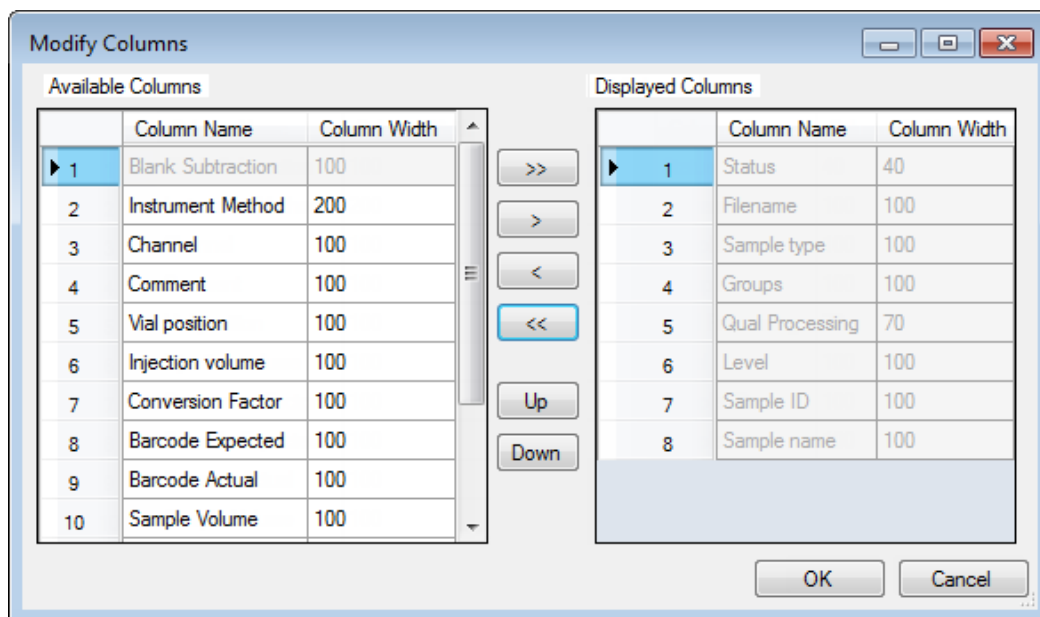 Modify Columns
Available Columns
Column Name Column Width
1 Blank Subtraction 100
2 Instrument Method 200
3 Channel 100
4 Comment 100
5 Vial position 100
6 Injection volume 100
7 Conversion Factor 100
8 Barcode Expected 100
9 Barcode Actual 100
10 Sample Volume 100
>>
>
<
<<
Up
Down
Displayed Columns
Column Name Column Width
1 Status 40
2 Filename 100
3 Sample type 100
4 Groups 100
5 Qual Processing 70
6 Level 100
7 Sample ID 100
8 Sample name 100
OK Cancel